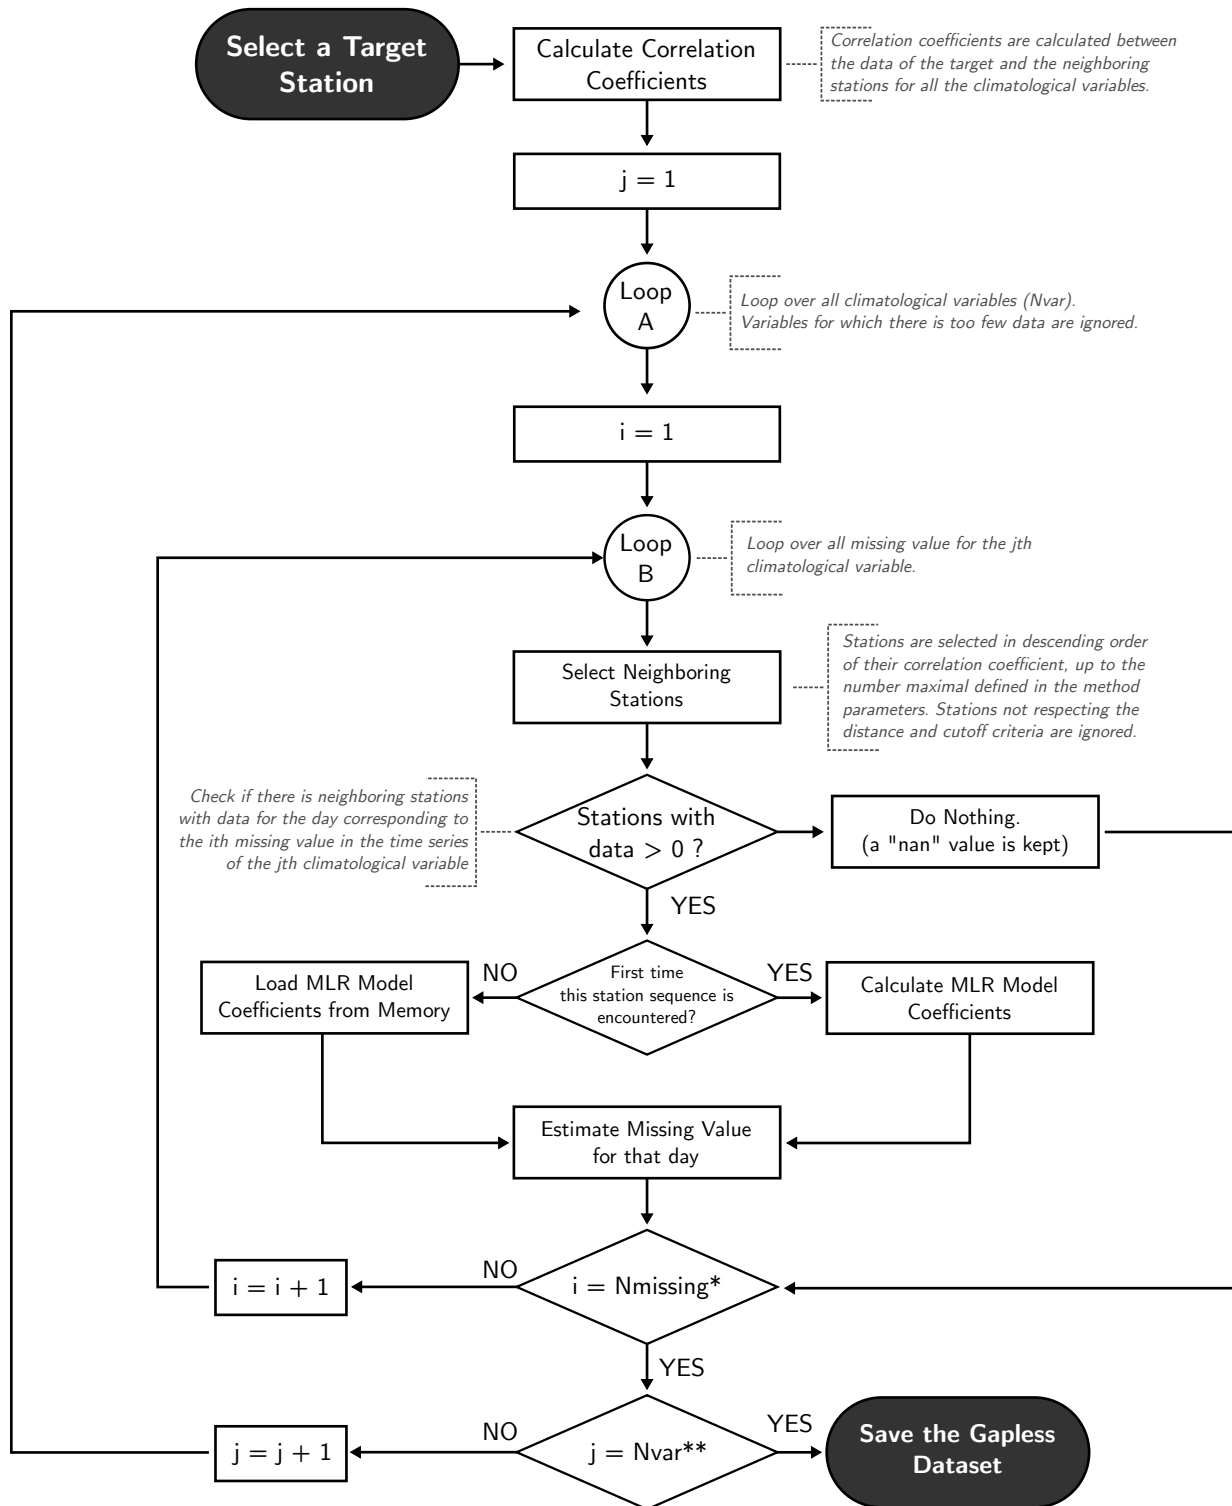 Select a Target
Station
Calculate Correlation
Coefficients
Correlation coefficients are calculated between
the data of the target and the neighboring
stations for all the climatological variables.
j = 1
Loop
A
Loop over all climatological variables (Nvar).
Variables for which there is too few data are ignored.
i = 1
Loop
B
Loop over all missing value for the jth
climatological variable.
Select Neighboring
Stations
Stations are selected in descending order
of their correlation coefficient, up to the
number maximal defined in the method
parameters. Stations not respecting the
distance and cutoff criteria are ignored.
Check if there is neighboring stations
with data for the day corresponding to
the ith missing value in the time series
of the jth climatological variable
Stations with
data > 0 ?
Do Nothing.
(a "nan" value is kept)
YES
Load MLR Model
Coefficients from Memory
NO
First time
this station sequence is
encountered?
YES
Calculate MLR Model
Coefficients
Estimate Missing Value
for that day
i = i + 1
NO
i = Nmissing*
YES
j = j + 1
NO
j = Nvar**
YES
Save the Gapless
Dataset